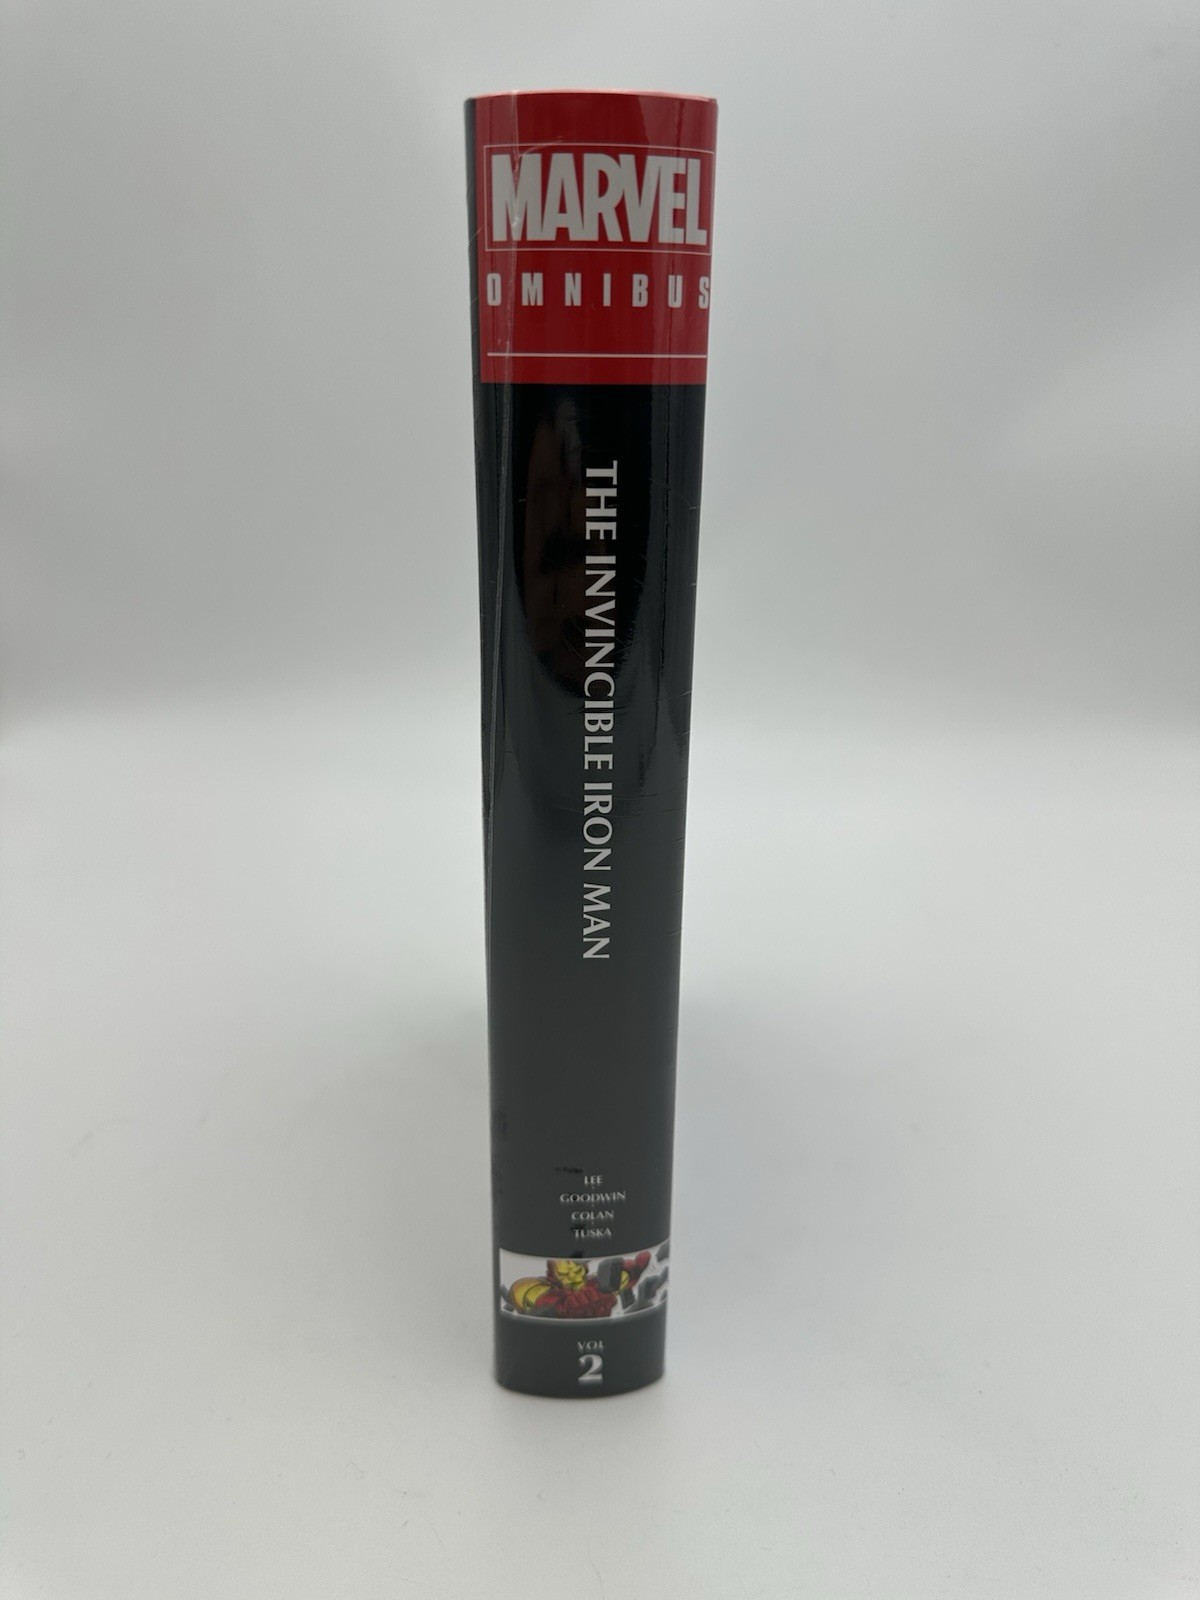 MARVEL
OMNIBUS
THE INVINCIBLE IRON MAN
LEE
GOODWIN
COLAN
TUSKA
VOL
2